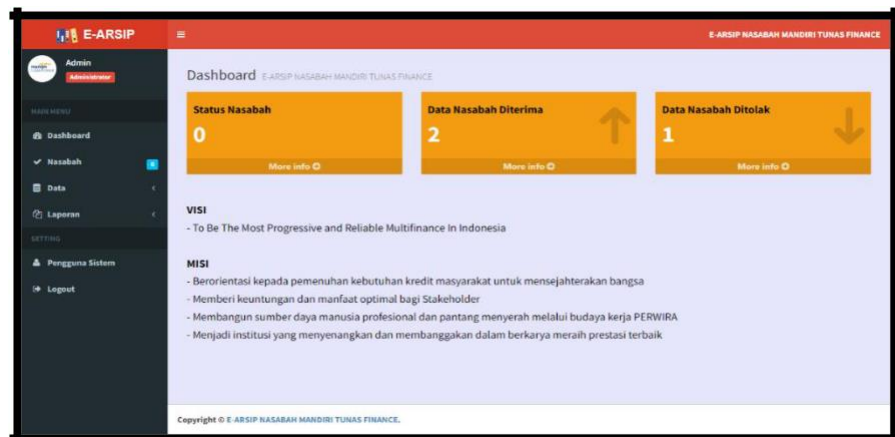 E-ARSIP
E-ARSIP NASABAH MANDIRI TUNAS FINANCE
Admin
Administrator
MAIN MENU
Dashboard
Nasabah
0
Data
Laporan
SETTING
Pengguna Sistem
Logout
Dashboard E-ARSIP NASABAH MANDIRI TUNAS FINANCE
Status Nasabah
0
More info
Data Nasabah Diterima
2
More info
Data Nasabah Ditolak
1
More info
VISI
- To Be The Most Progressive and Reliable Multifinance In Indonesia
MISI
- Berorientasi kepada pemenuhan kebutuhan kredit masyarakat untuk mensejahterakan bangsa
- Memberi keuntungan dan manfaat optimal bagi Stakeholder
- Membangun sumber daya manusia profesional dan pantang menyerah melalui budaya kerja PERWIRA
- Menjadi institusi yang menyenangkan dan membanggakan dalam berkarya meraih prestasi terbaik
Copyright © E-ARSIP NASABAH MANDIRI TUNAS FINANCE.